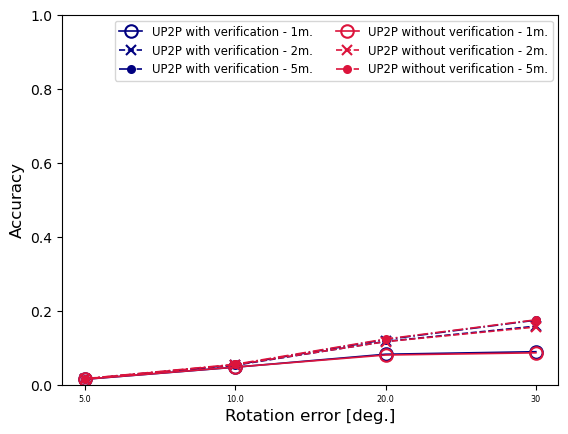 UP2P with verification - 1m.
UP2P with verification - 2m.
UP2P with verification - 5m.
UP2P without verification - 1m.
UP2P without verification - 2m.
UP2P without verification - 5m.
1.0
0.8
0.6
0.4
0.2
0.0
Accuracy
5.0 10.0 20.0 30
Rotation error [deg.]